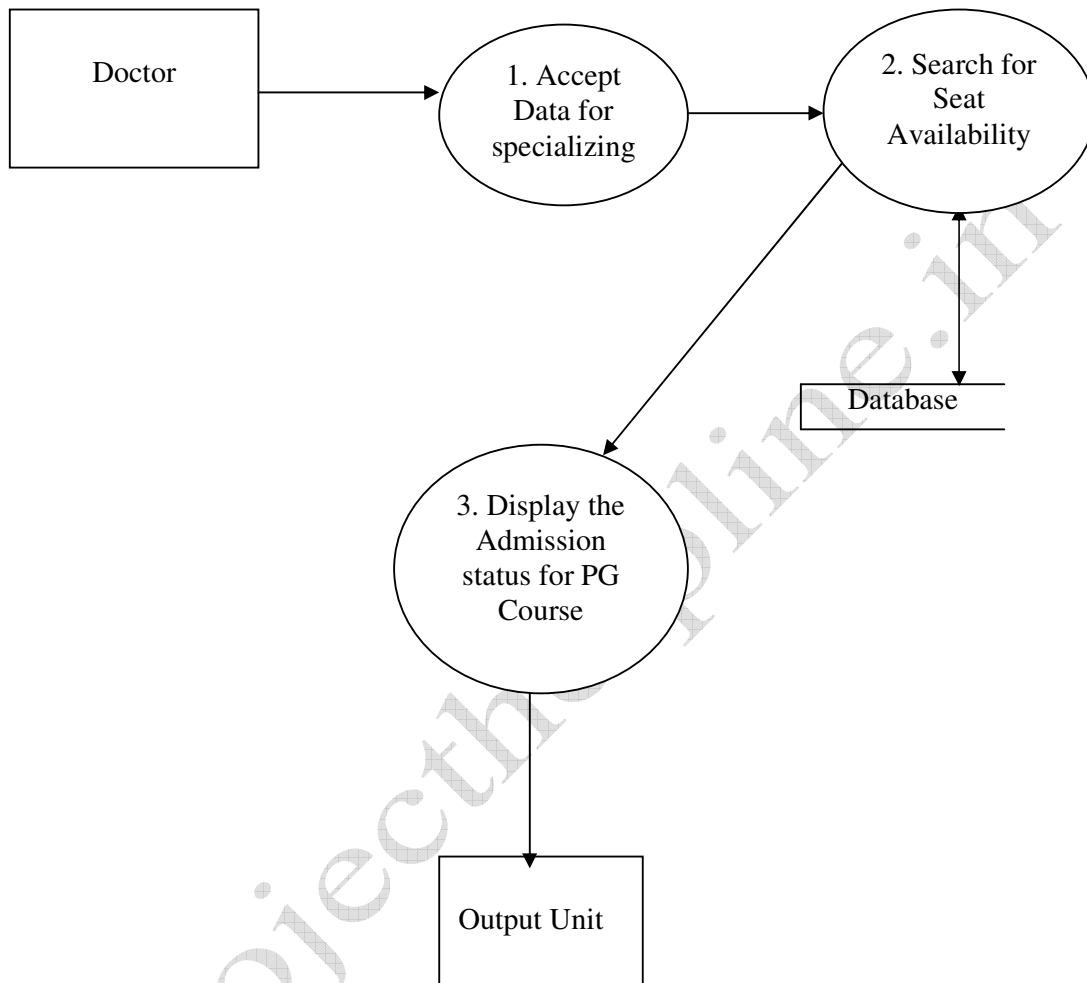 Doctor
1. Accept
Data for
specializing
2. Search for
Seat
Availability
Database
3. Display the
Admission
status for PG
Course
Output Unit